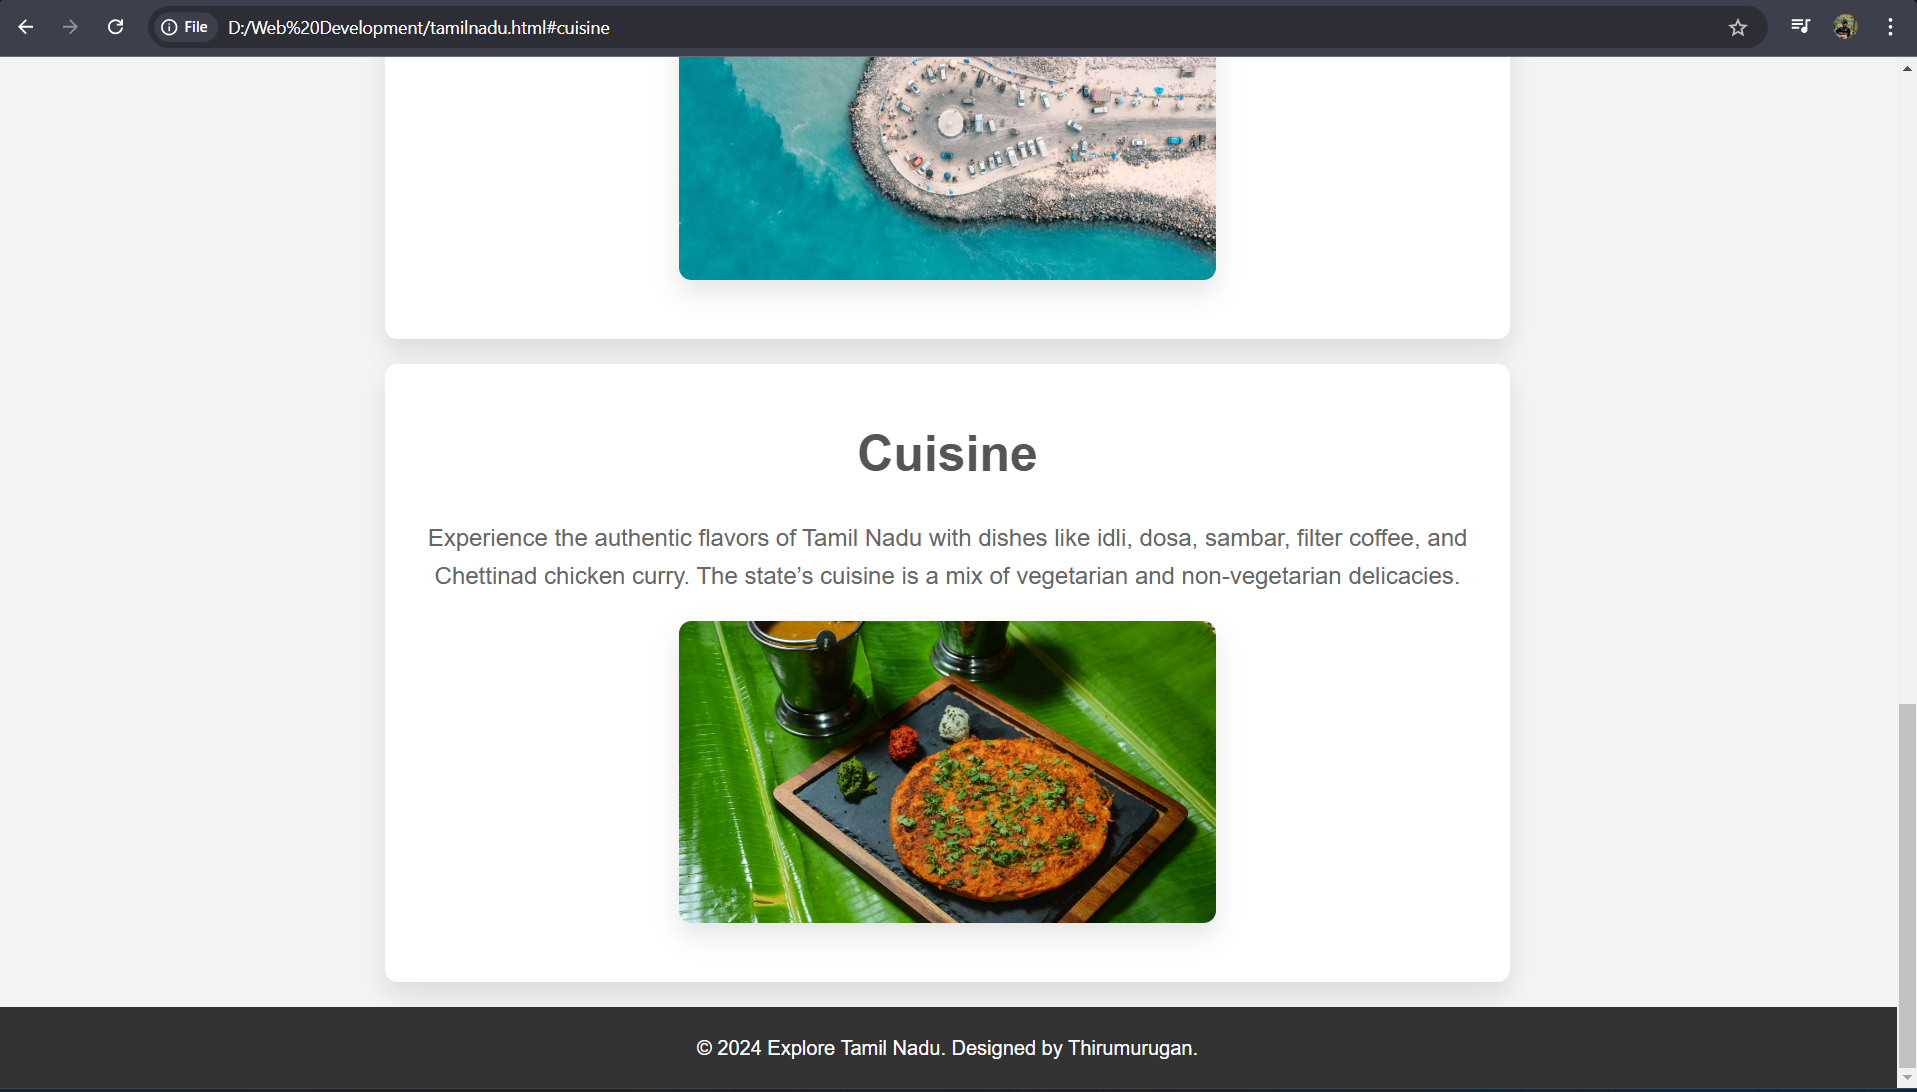 File D:/Web%20Development/tamilnadu.html#cuisine
Cuisine
Experience the authentic flavors of Tamil Nadu with dishes like idli, dosa, sambar, filter coffee, and
Chettinad chicken curry. The state’s cuisine is a mix of vegetarian and non-vegetarian delicacies.
© 2024 Explore Tamil Nadu. Designed by Thirumurugan.